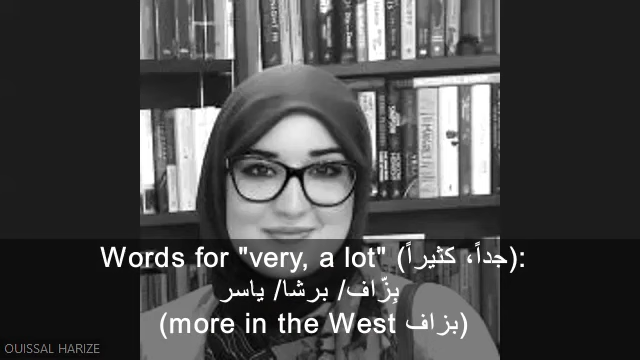 Words for "very, a lot" (جداً، كثيراً):
بِزّاف/ برشا/ ياسر
(more in the West بزاف)
OUISSAL HARIZE